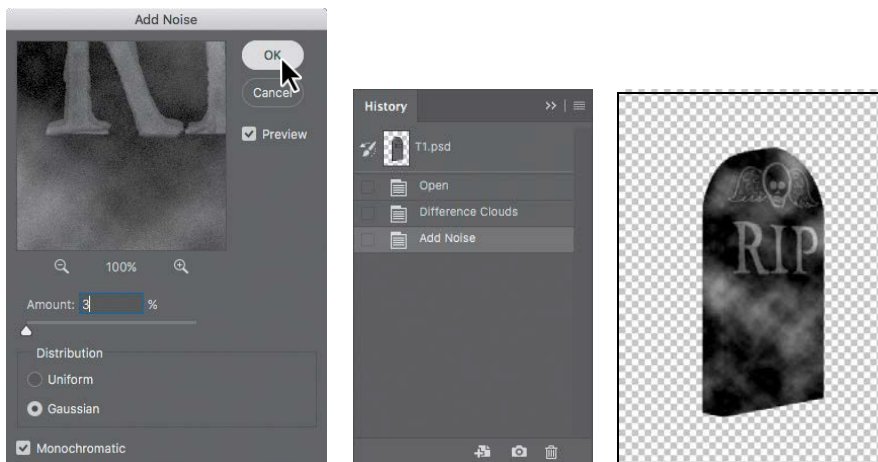 Add Noise
OK
Cancel
Preview
100%
Amount: 3 %
Distribution
Uniform
Gaussian
Monochromatic
History
T1.psd
Open
Difference Clouds
Add Noise
RIP